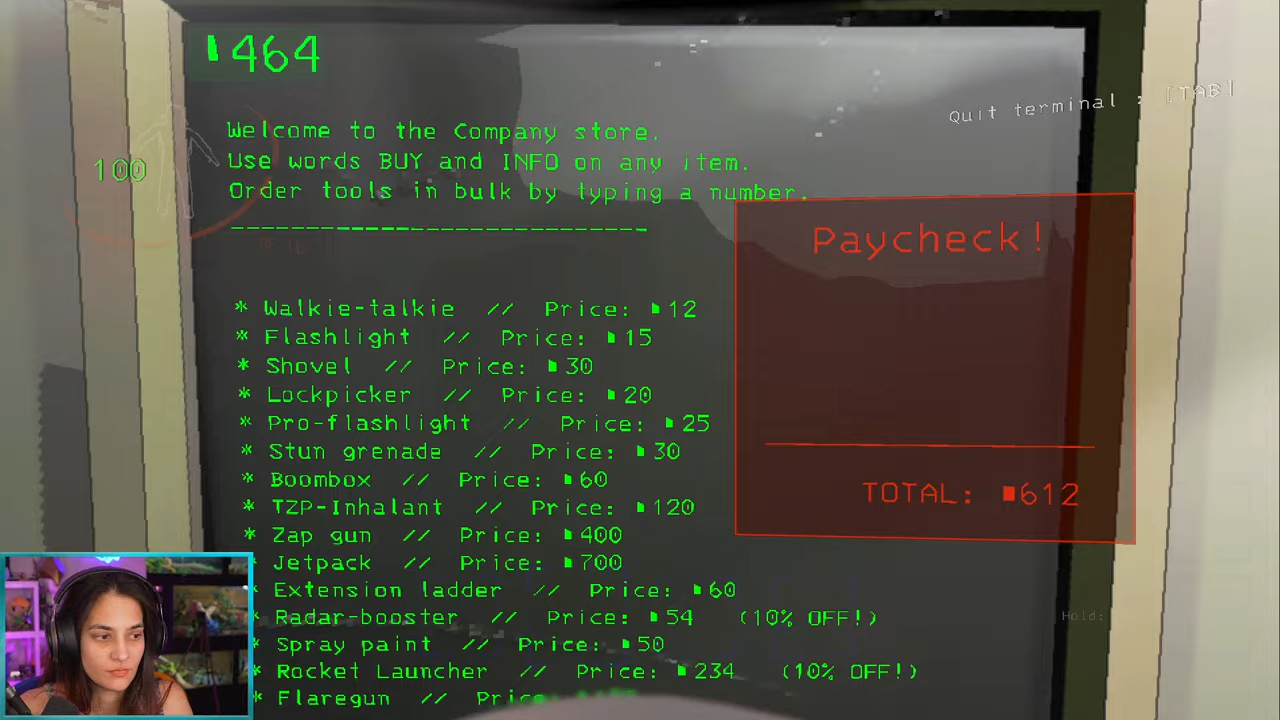 464
Quit terminal : [TAB]
Welcome to the Company store.
Use words BUY and INFO on any item.
Order tools in bulk by typing a number.
100
-----------------------------
Paycheck!
* Walkie-talkie // Price: 12
* Flashlight // Price: 15
* Shovel // Price: 30
* Lockpicker // Price: 20
* Pro-flashlight // Price: 25
* Stun grenade // Price: 30
* Boombox // Price: 60
TOTAL: 612
* TZP-Inhalant // Price: 120
* Zap gun // Price: 400
* Jetpack // Price: 700
* Extension ladder // Price: 60
* Radar-booster // Price: 54 (10% OFF!)
Hold:
* Spray paint // Price: 50
* Rocket Launcher // Price: 234 (10% OFF!)
* Flaregun // Price: